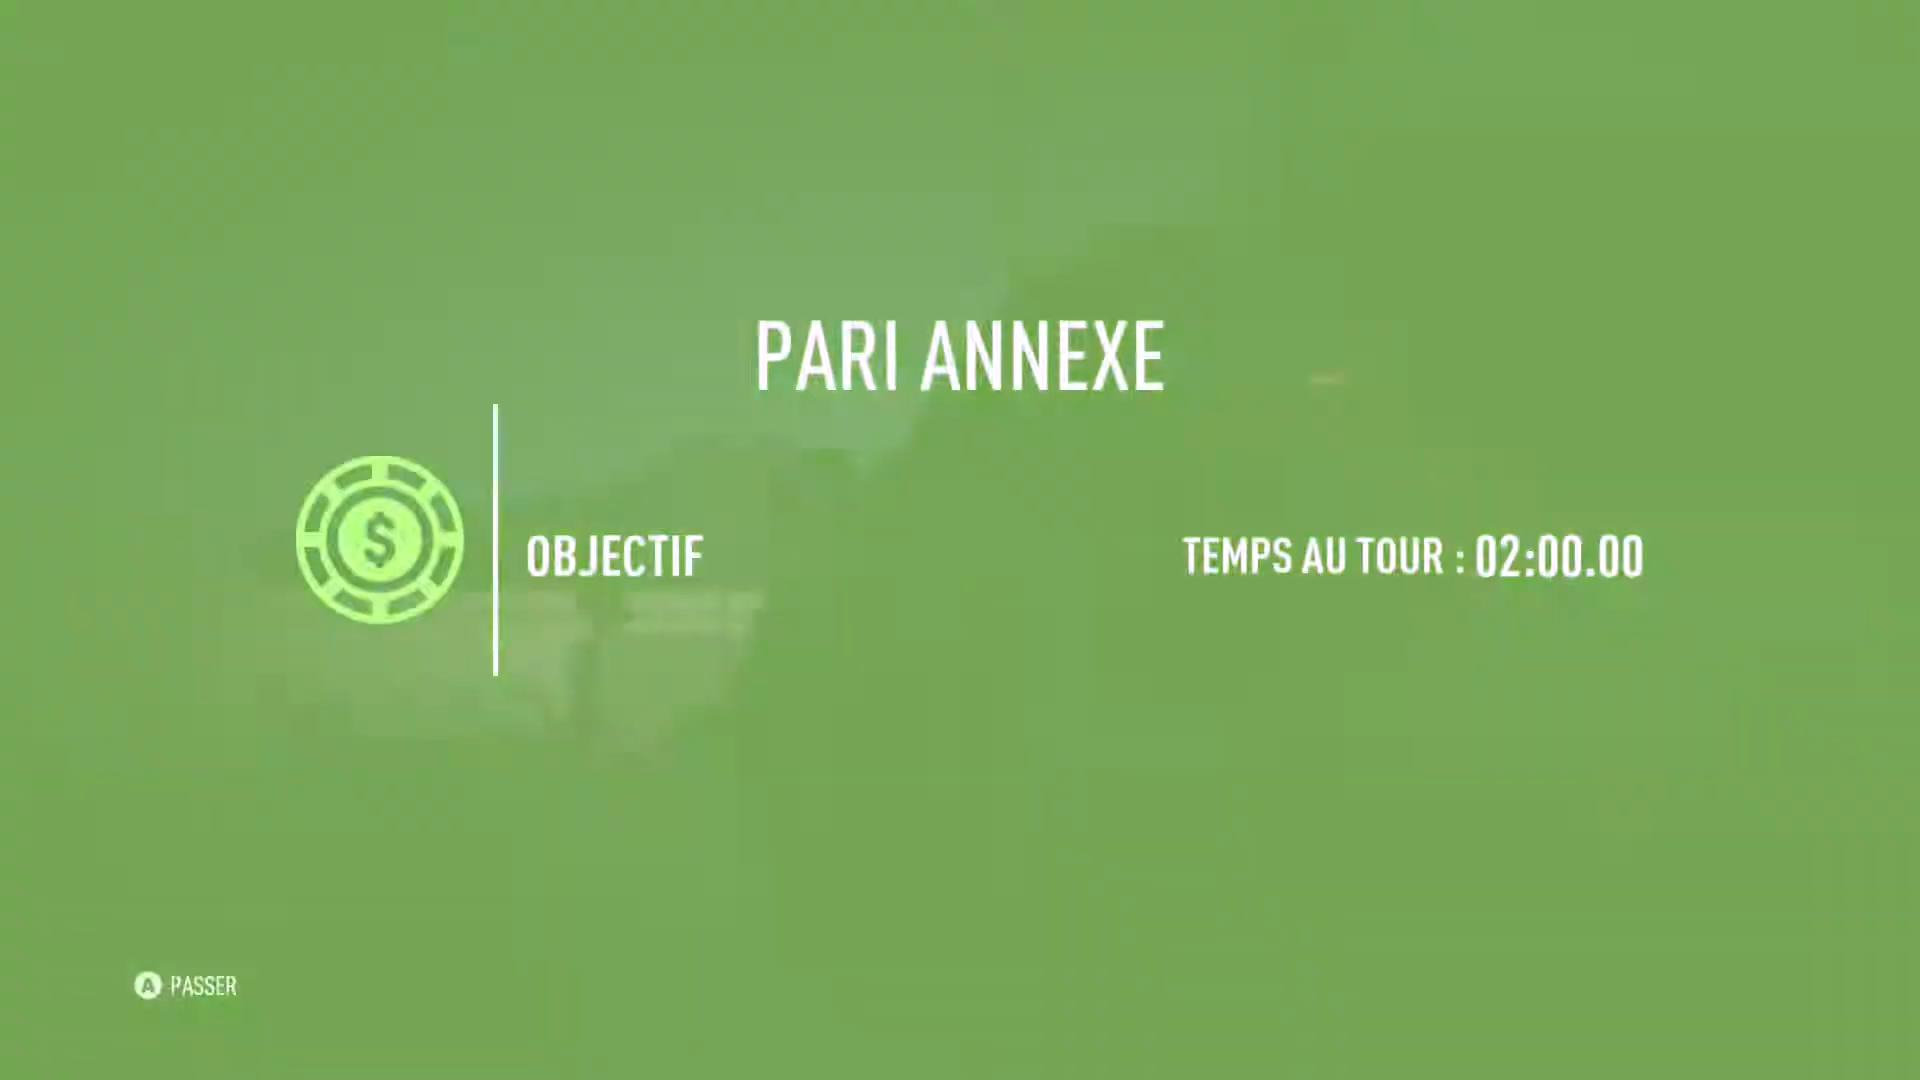 PARI ANNEXE
$
OBJECTIF
TEMPS AU TOUR : 02:00.00
A PASSER